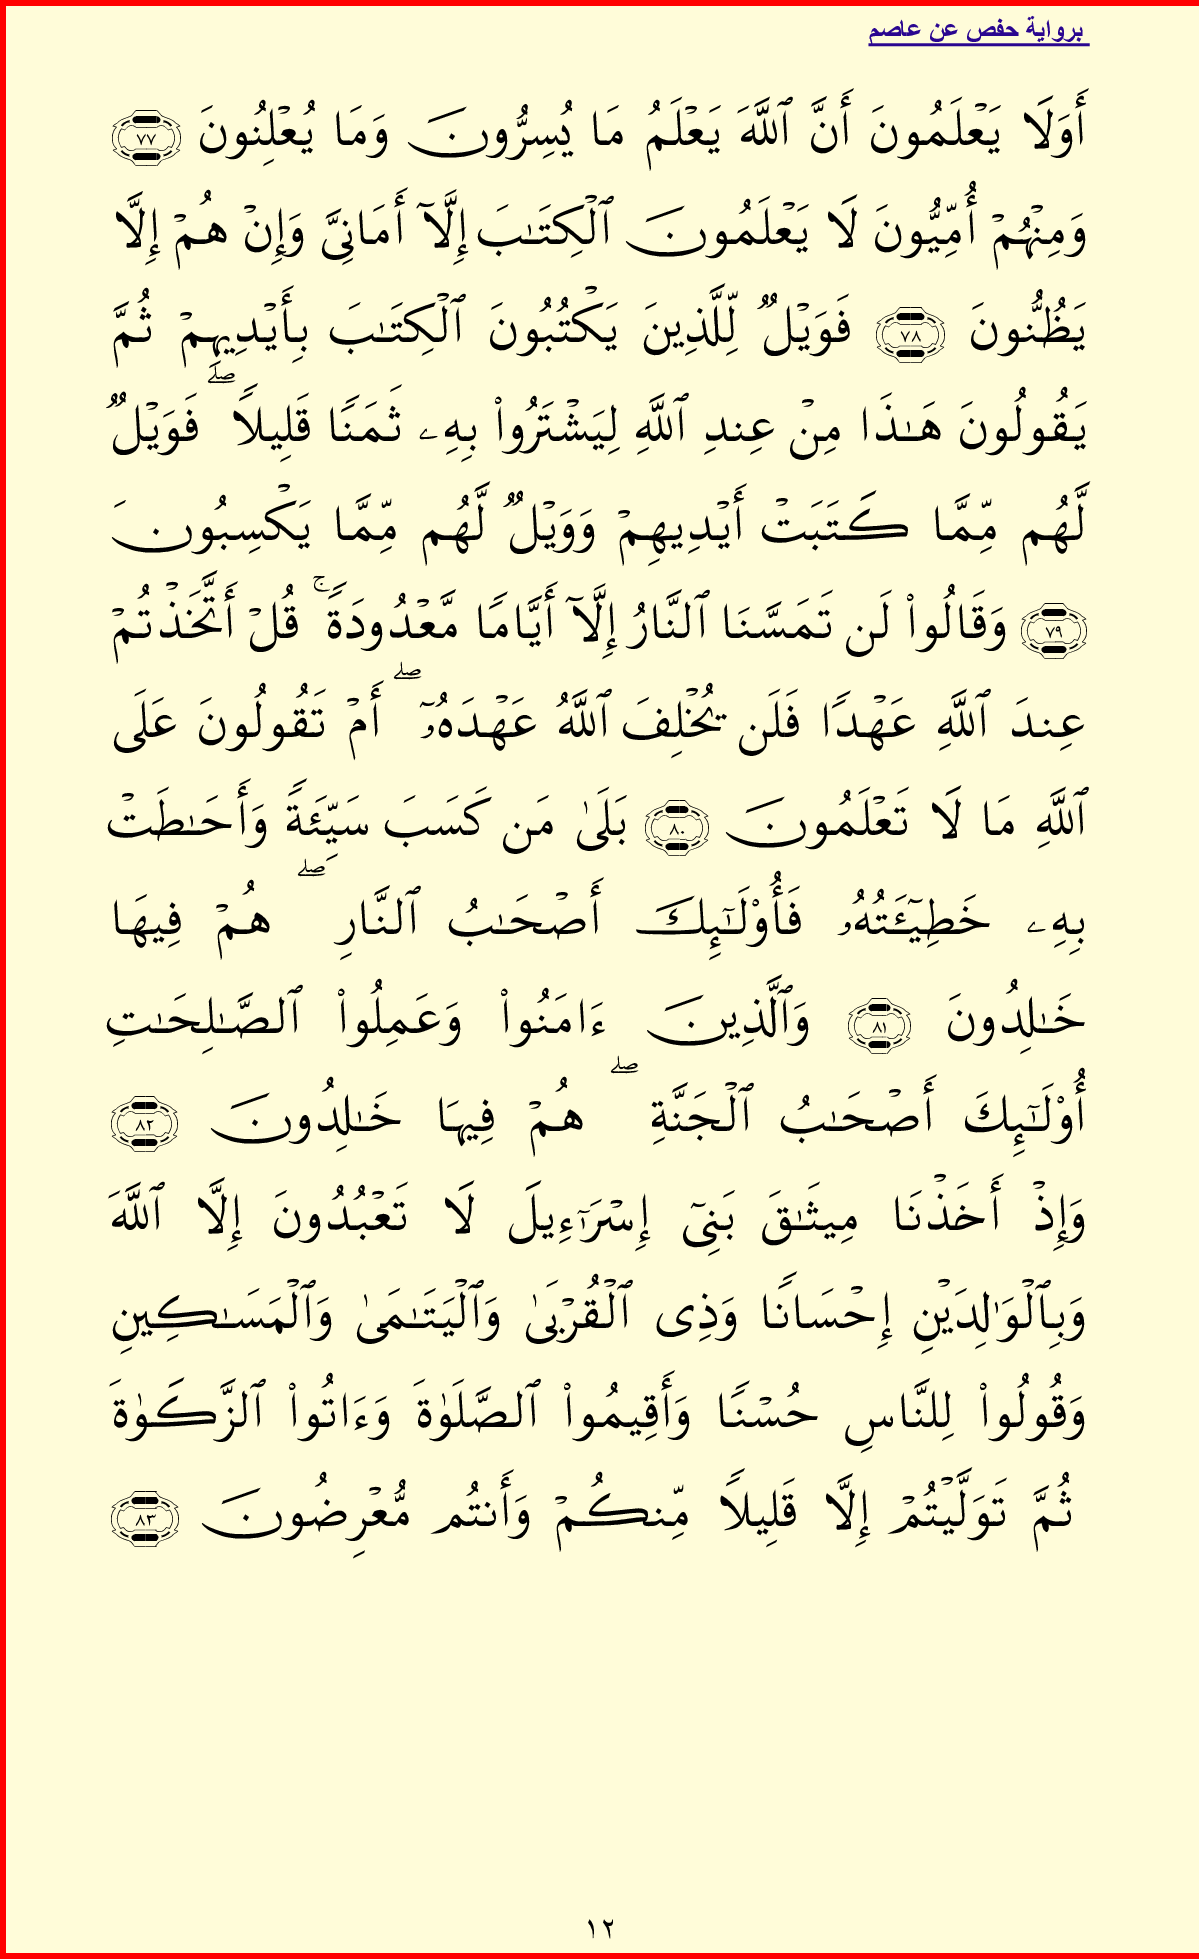 برواية حفص عن عاصم
أَوَلَا يَعْلَمُونَ أَنَّ ٱللَّهَ يَعْلَمُ مَا يُسِرُّونَ وَمَا يُعْلِنُونَ ٧٧
وَمِنْهُمْ أُمِّيُّونَ لَا يَعْلَمُونَ ٱلْكِتَـٰبَ إِلَّآ أَمَانِىَّ وَإِنْ هُمْ إِلَّا
يَظُنُّونَ ٧٨ فَوَيْلٌ لِّلَّذِينَ يَكْتُبُونَ ٱلْكِتَـٰبَ بِأَيْدِيهِمْ ثُمَّ
يَقُولُونَ هَـٰذَا مِنْ عِندِ ٱللَّهِ لِيَشْتَرُوا۟ بِهِۦ ثَمَنًا قَلِيلًا ۖ فَوَيْلٌ
لَّهُم مِّمَّا كَتَبَتْ أَيْدِيهِمْ وَوَيْلٌ لَّهُم مِّمَّا يَكْسِبُونَ
٧٩ وَقَالُوا۟ لَن تَمَسَّنَا ٱلنَّارُ إِلَّآ أَيَّامًا مَّعْدُودَةً ۚ قُلْ أَتَّخَذْتُمْ
عِندَ ٱللَّهِ عَهْدًا فَلَن يُخْلِفَ ٱللَّهُ عَهْدَهُۥٓ ۖ أَمْ تَقُولُونَ عَلَى
ٱللَّهِ مَا لَا تَعْلَمُونَ ٨٠ بَلَىٰ مَن كَسَبَ سَيِّئَةً وَأَحَـٰطَتْ
بِهِۦ خَطِيٓـَٔتُهُۥ فَأُو۟لَـٰٓئِكَ أَصْحَـٰبُ ٱلنَّارِ ۖ هُمْ فِيهَا
خَـٰلِدُونَ ٨١ وَٱلَّذِينَ ءَامَنُوا۟ وَعَمِلُوا۟ ٱلصَّـٰلِحَـٰتِ
أُو۟لَـٰٓئِكَ أَصْحَـٰبُ ٱلْجَنَّةِ ۖ هُمْ فِيهَا خَـٰلِدُونَ ٨٢
وَإِذْ أَخَذْنَا مِيثَـٰقَ بَنِىٓ إِسْرَٰٓءِيلَ لَا تَعْبُدُونَ إِلَّا ٱللَّهَ
وَبِٱلْوَٰلِدَيْنِ إِحْسَانًا وَذِى ٱلْقُرْبَىٰ وَٱلْيَتَـٰمَىٰ وَٱلْمَسَـٰكِينِ
وَقُولُوا۟ لِلنَّاسِ حُسْنًا وَأَقِيمُوا۟ ٱلصَّلَوٰةَ وَءَاتُوا۟ ٱلزَّكَوٰةَ
ثُمَّ تَوَلَّيْتُمْ إِلَّا قَلِيلًا مِّنكُمْ وَأَنتُم مُّعْرِضُونَ ٨٣
١٢